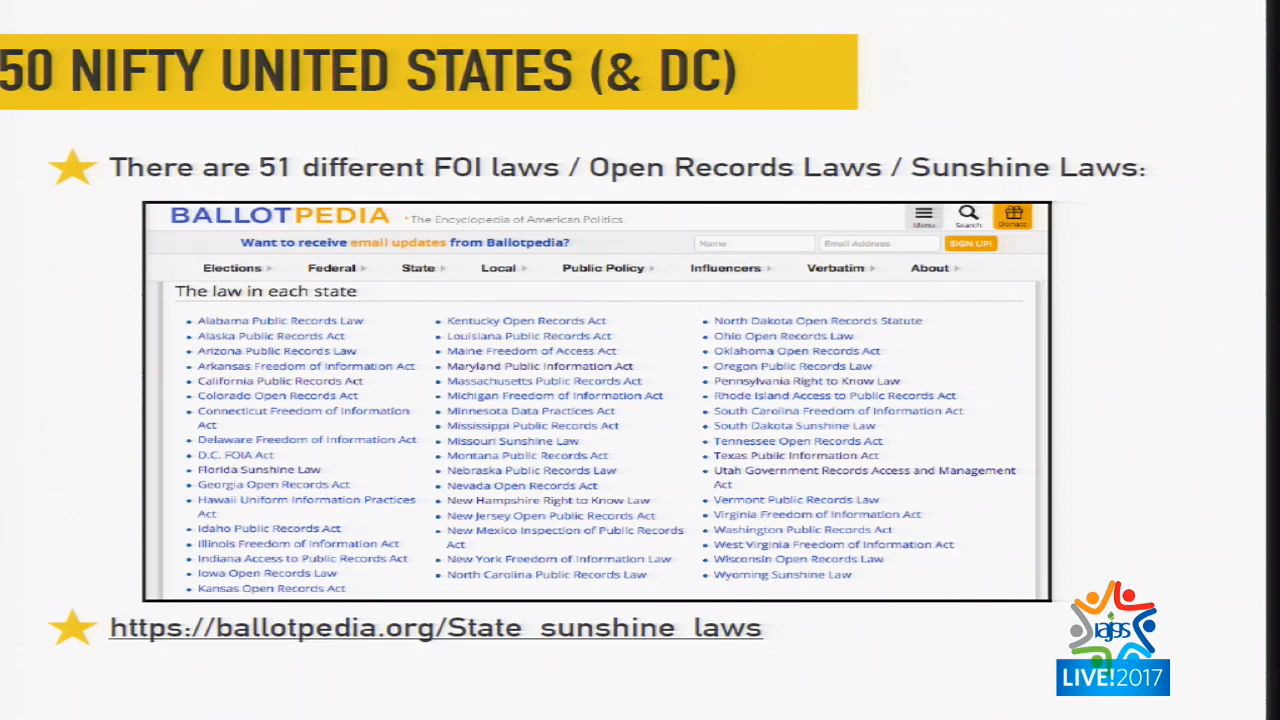 50 NIFTY UNITED STATES (& DC)
There are 51 different FOI laws / Open Records Laws / Sunshine Laws:
BALLOTPEDIA • The Encyclopedia of American Politics
Menu Search Donate
Want to receive email updates from Ballotpedia? Name Email Address SIGN UP!
Elections Federal State Local Public Policy Influencers Verbatim About
The law in each state
• Alabama Public Records Law
• Alaska Public Records Act
• Arizona Public Records Law
• Arkansas Freedom of Information Act
• California Public Records Act
• Colorado Open Records Act
• Connecticut Freedom of Information
Act
• Delaware Freedom of Information Act
• D.C. FOIA Act
• Florida Sunshine Law
• Georgia Open Records Act
• Hawaii Uniform Information Practices
Act
• Idaho Public Records Act
• Illinois Freedom of Information Act
• Indiana Access to Public Records Act
• Iowa Open Records Law
• Kansas Open Records Act
• Kentucky Open Records Act
• Louisiana Public Records Act
• Maine Freedom of Access Act
• Maryland Public Information Act
• Massachusetts Public Records Act
• Michigan Freedom of Information Act
• Minnesota Data Practices Act
• Mississippi Public Records Act
• Missouri Sunshine Law
• Montana Public Records Act
• Nebraska Public Records Law
• Nevada Open Records Act
• New Hampshire Right to Know Law
• New Jersey Open Public Records Act
• New Mexico Inspection of Public Records
Act
• New York Freedom of Information Law
• North Carolina Public Records Law
• North Dakota Open Records Statute
• Ohio Open Records Law
• Oklahoma Open Records Act
• Oregon Public Records Law
• Pennsylvania Right to Know Law
• Rhode Island Access to Public Records Act
• South Carolina Freedom of Information Act
• South Dakota Sunshine Law
• Tennessee Open Records Act
• Texas Public Information Act
• Utah Government Records Access and Management
Act
• Vermont Public Records Law
• Virginia Freedom of Information Act
• Washington Public Records Act
• West Virginia Freedom of Information Act
• Wisconsin Open Records Law
• Wyoming Sunshine Law
https://ballotpedia.org/State_sunshine_laws
iajgs
LIVE!2017